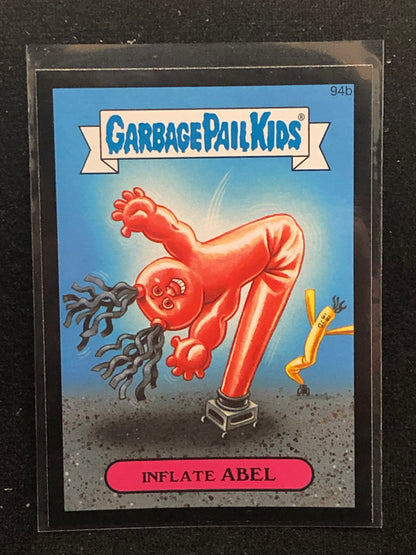 94b
GARBAGE PAIL KIDS®
INFLATE ABEL